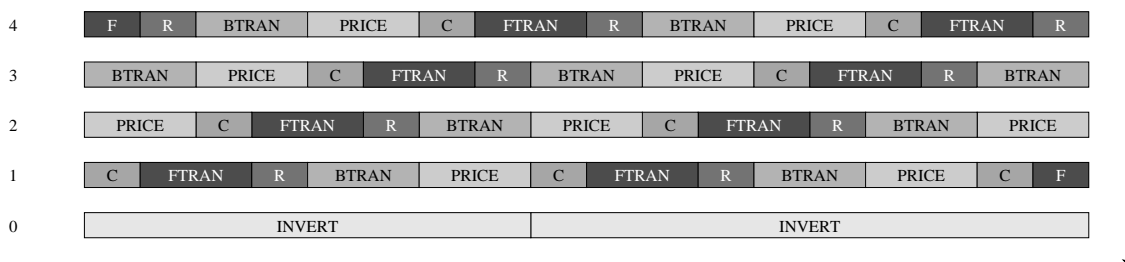 4 F R BTRAN PRICE C FTRAN R BTRAN PRICE C FTRAN R
3 BTRAN PRICE C FTRAN R BTRAN PRICE C FTRAN R BTRAN
2 PRICE C FTRAN R BTRAN PRICE C FTRAN R BTRAN PRICE
1 C FTRAN R BTRAN PRICE C FTRAN R BTRAN PRICE C F
0 INVERT INVERT